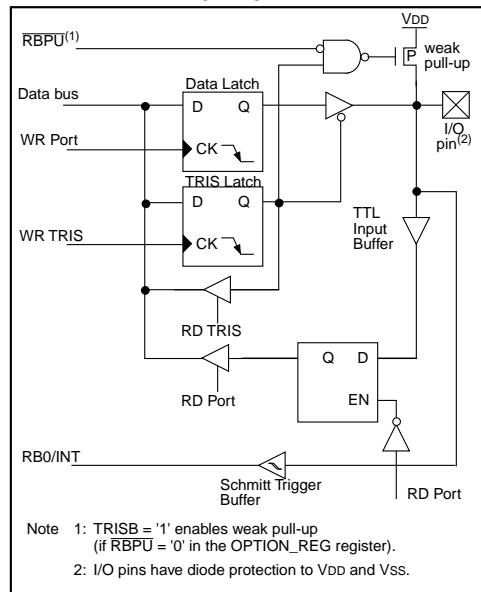 VDD
RBPU(1)
P
weak
pull-up
Data Latch
Data bus
D Q
I/O
pin(2)
WR Port
CK
TRIS Latch
D Q
TTL
Input
Buffer
WR TRIS
CK
RD TRIS
Q D
RD Port
EN
RB0/INT
Schmitt Trigger
Buffer
RD Port
Note 1: TRISB = '1' enables weak pull-up
(if RBPU = '0' in the OPTION_REG register).
2: I/O pins have diode protection to VDD and VSS.